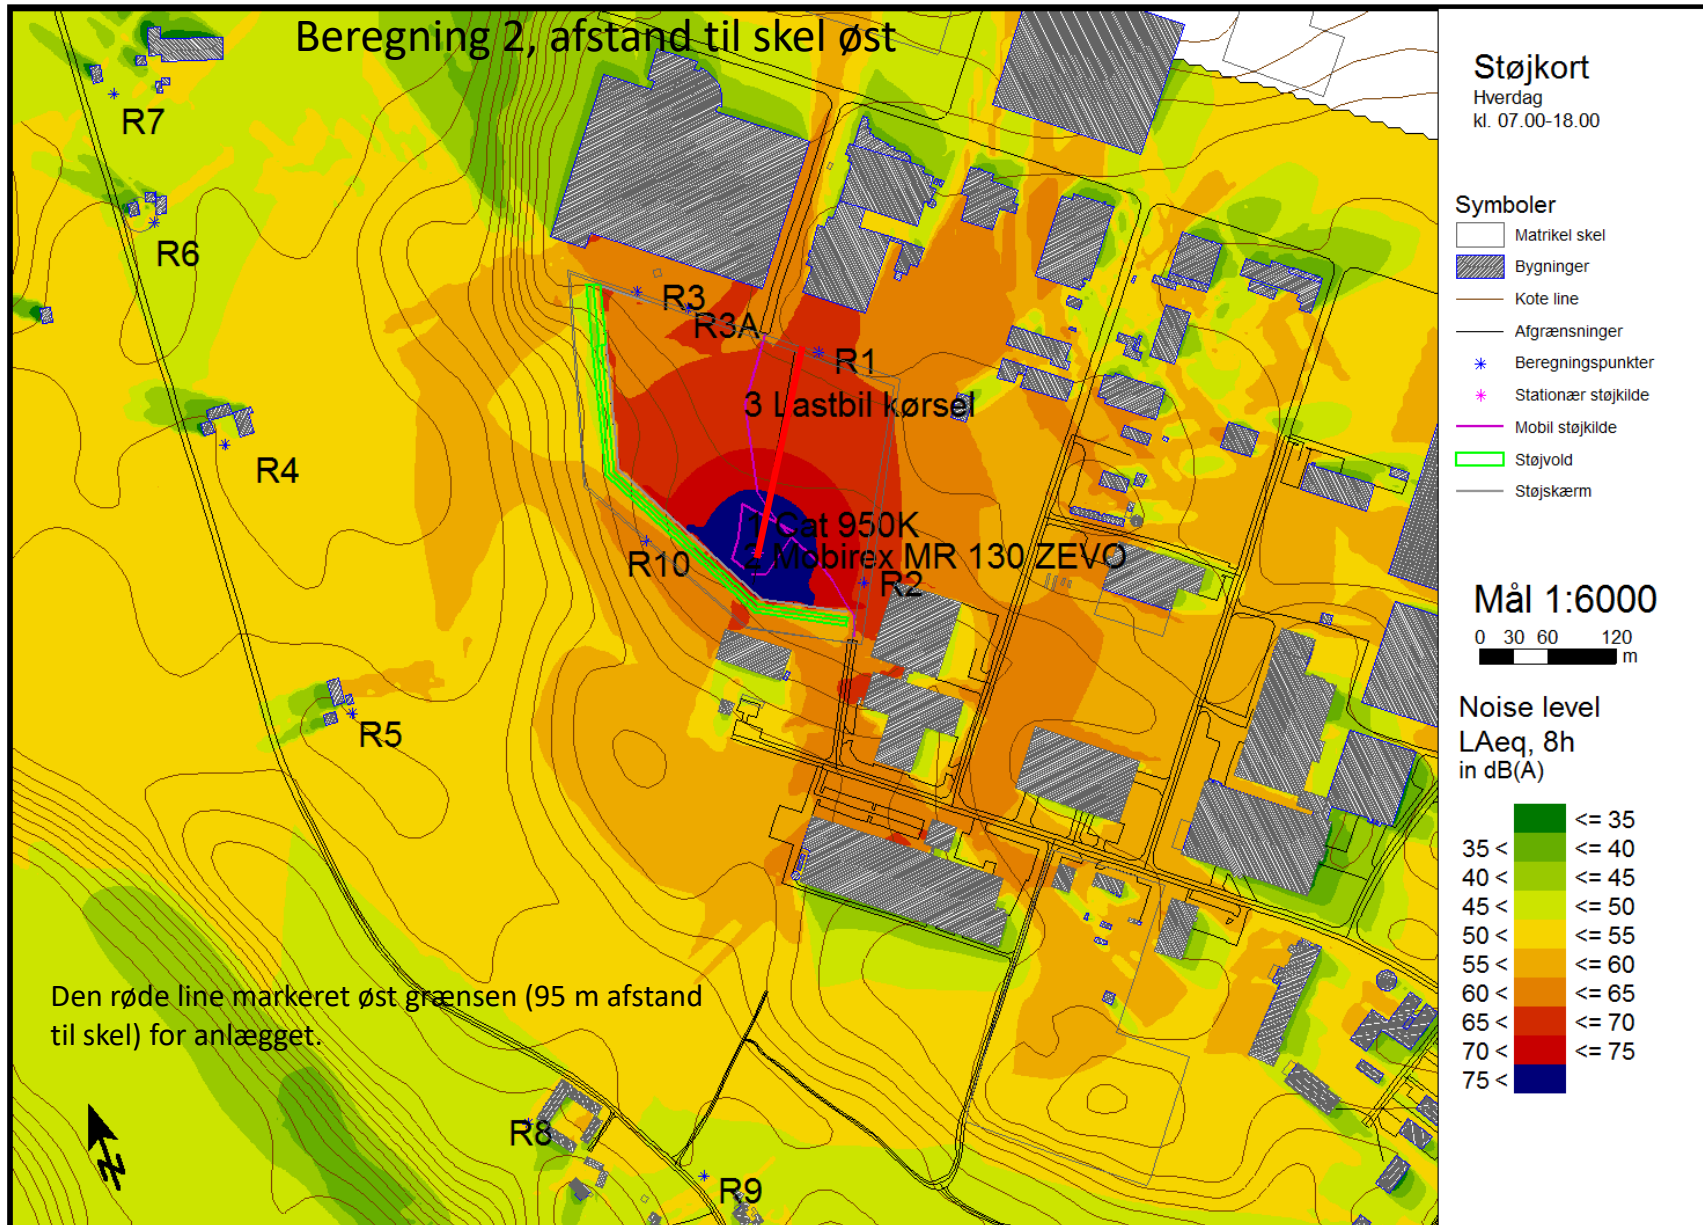 Beregning 2, afstand til skel øst
R7
R6
R3
R3A
R1
3 Lastbil kørsel
R4
1 Cat 950K
2 Mobirex MR 130 ZEVO
R10
R2
R5
Den røde line markeret øst grænsen (95 m afstand
til skel) for anlægget.
R8
R9
N
Støjkort
Hverdag
kl. 07.00-18.00
Symboler
Matrikel skel
Bygninger
Kote line
Afgrænsninger
Beregningspunkter
Stationær støjkilde
Mobil støjkilde
Støjvold
Støjskærm
Mål 1:6000
0 30 60 120
m
Noise level
LAeq, 8h
in dB(A)
<= 35
35 < <= 40
40 < <= 45
45 < <= 50
50 < <= 55
55 < <= 60
60 < <= 65
65 < <= 70
70 < <= 75
75 <